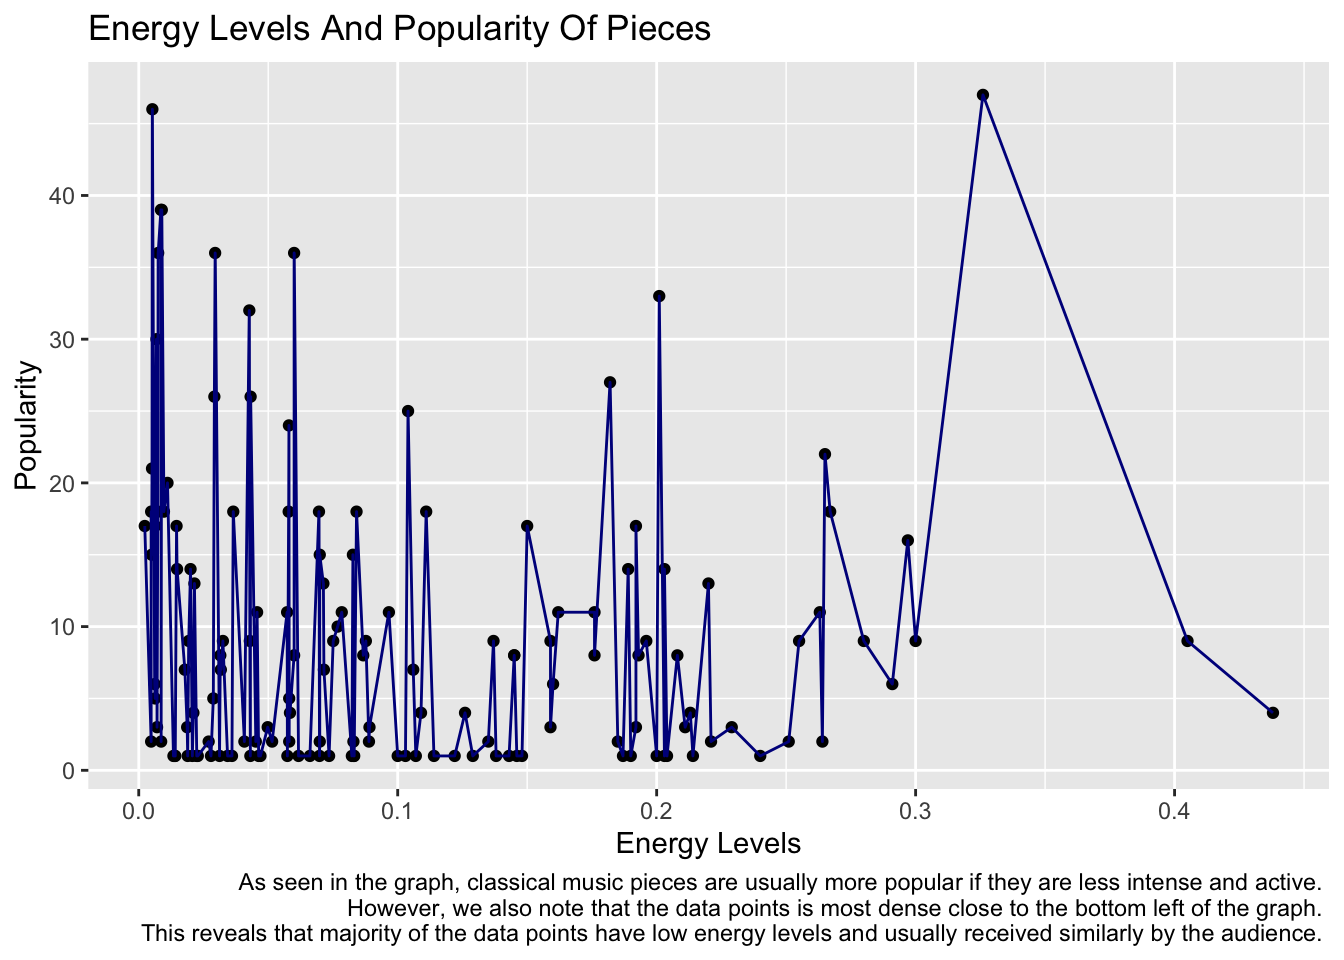 Energy Levels And Popularity Of Pieces
Popularity
40
30
20
10
0
0.0 0.1 0.2 0.3 0.4
Energy Levels
As seen in the graph, classical music pieces are usually more popular if they are less intense and active.
However, we also note that the data points is most dense close to the bottom left of the graph.
This reveals that majority of the data points have low energy levels and usually received similarly by the audience.